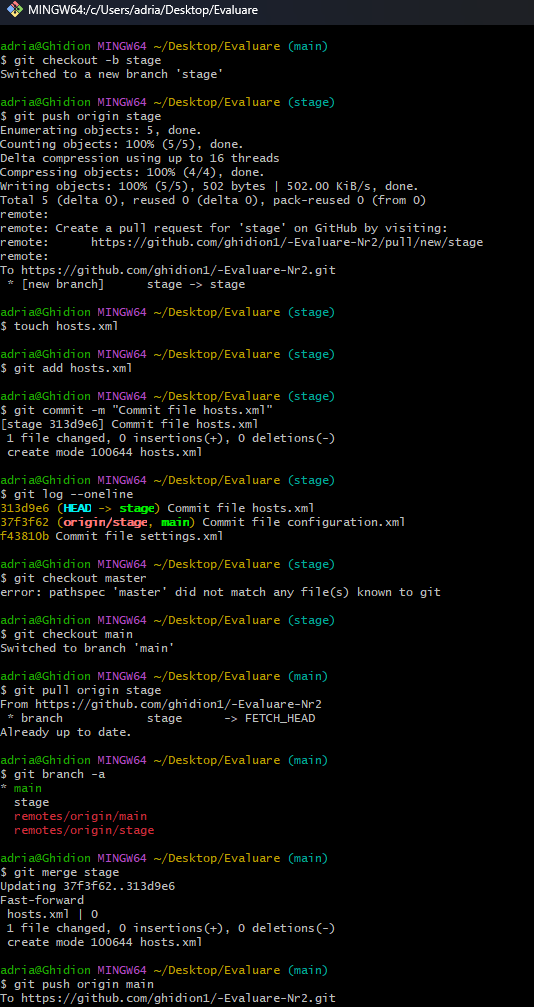 MINGW64:/c/Users/adria/Desktop/Evaluare
adria@Ghidion MINGW64 ~/Desktop/Evaluare (main)
$ git checkout -b stage
Switched to a new branch 'stage'
adria@Ghidion MINGW64 ~/Desktop/Evaluare (stage)
$ git push origin stage
Enumerating objects: 5, done.
Counting objects: 100% (5/5), done.
Delta compression using up to 16 threads
Compressing objects: 100% (4/4), done.
Writing objects: 100% (5/5), 502 bytes | 502.00 KiB/s, done.
Total 5 (delta 0), reused 0 (delta 0), pack-reused 0 (from 0)
remote:
remote: Create a pull request for 'stage' on GitHub by visiting:
remote:      https://github.com/ghidion1/-Evaluare-Nr2/pull/new/stage
remote:
To https://github.com/ghidion1/-Evaluare-Nr2.git
 * [new branch]      stage -> stage
adria@Ghidion MINGW64 ~/Desktop/Evaluare (stage)
$ touch hosts.xml
adria@Ghidion MINGW64 ~/Desktop/Evaluare (stage)
$ git add hosts.xml
adria@Ghidion MINGW64 ~/Desktop/Evaluare (stage)
$ git commit -m "Commit file hosts.xml"
[stage 313d9e6] Commit file hosts.xml
 1 file changed, 0 insertions(+), 0 deletions(-)
 create mode 100644 hosts.xml
adria@Ghidion MINGW64 ~/Desktop/Evaluare (stage)
$ git log --oneline
313d9e6 (HEAD -> stage) Commit file hosts.xml
37f3f62 (origin/stage, main) Commit file configuration.xml
f43810b Commit file settings.xml
adria@Ghidion MINGW64 ~/Desktop/Evaluare (stage)
$ git checkout master
error: pathspec 'master' did not match any file(s) known to git
adria@Ghidion MINGW64 ~/Desktop/Evaluare (stage)
$ git checkout main
Switched to branch 'main'
adria@Ghidion MINGW64 ~/Desktop/Evaluare (main)
$ git pull origin stage
From https://github.com/ghidion1/-Evaluare-Nr2
 * branch            stage      -> FETCH_HEAD
Already up to date.
adria@Ghidion MINGW64 ~/Desktop/Evaluare (main)
$ git branch -a
* main
  stage
  remotes/origin/main
  remotes/origin/stage
adria@Ghidion MINGW64 ~/Desktop/Evaluare (main)
$ git merge stage
Updating 37f3f62..313d9e6
Fast-forward
 hosts.xml | 0
 1 file changed, 0 insertions(+), 0 deletions(-)
 create mode 100644 hosts.xml
adria@Ghidion MINGW64 ~/Desktop/Evaluare (main)
$ git push origin main
To https://github.com/ghidion1/-Evaluare-Nr2.git